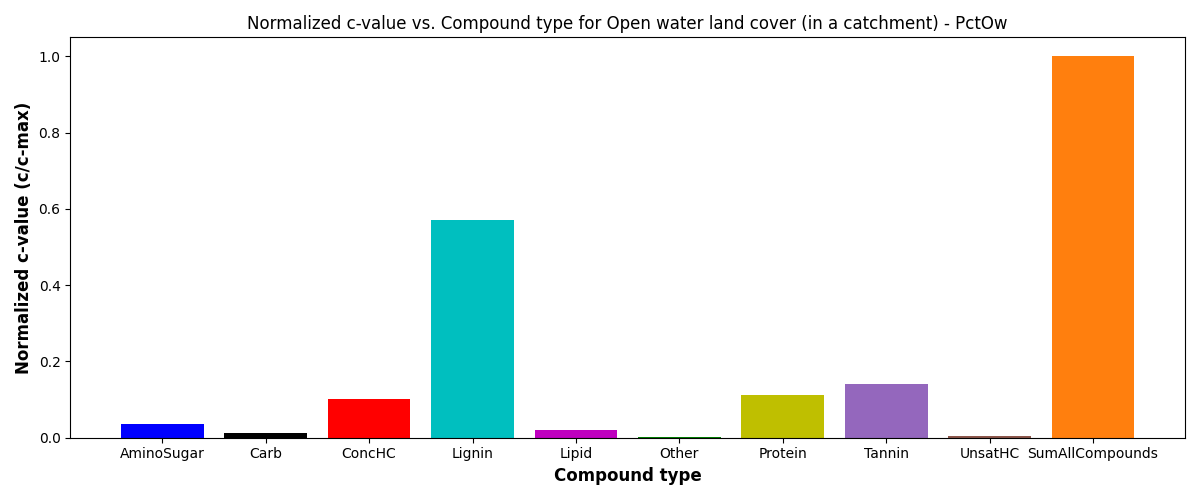 Normalized c-value vs. Compound type for Open water land cover (in a catchment) - PctOw
Normalized c-value (c/c-max)
1.0
0.8
0.6
0.4
0.2
0.0
AminoSugar Carb ConcHC Lignin Lipid Other Protein Tannin UnsatHC SumAllCompounds
Compound type